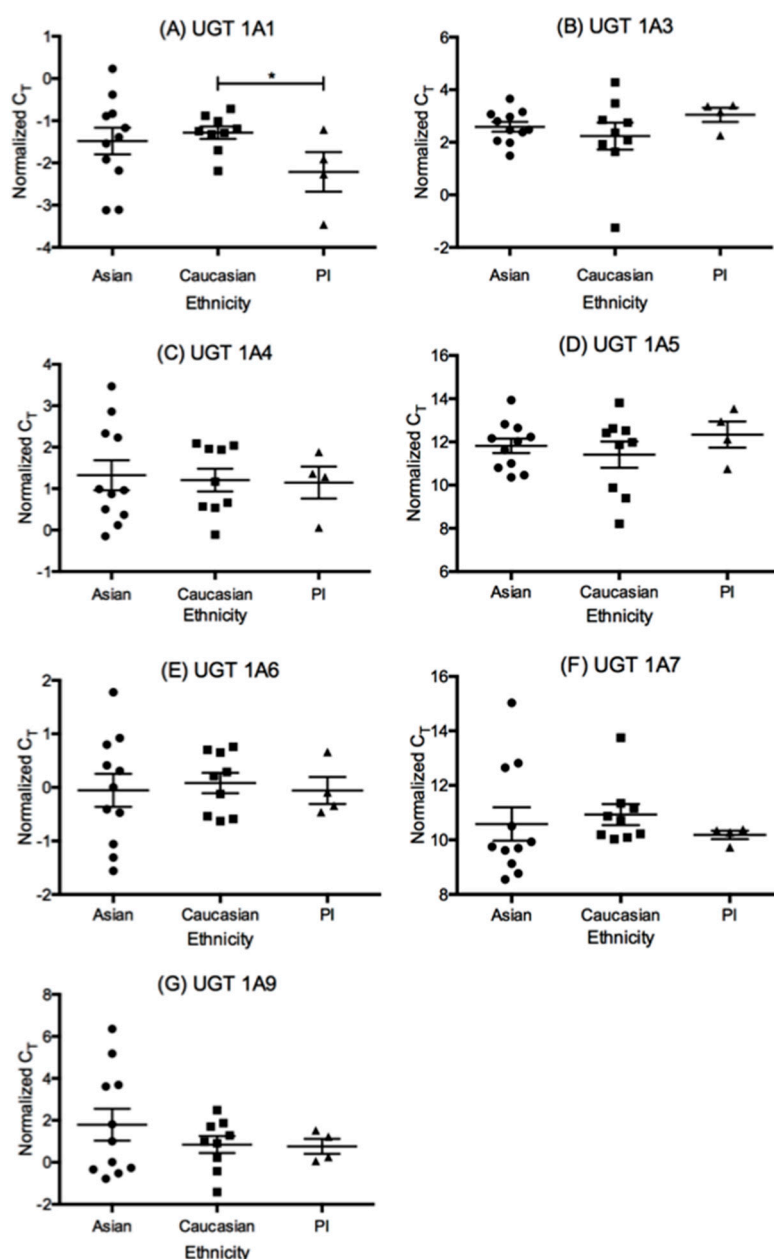 (A) UGT 1A1
Normalized CT
1
0
-1
-2
-3
-4
*
Asian Caucasian PI
Ethnicity
(B) UGT 1A3
Normalized CT
6
4
2
0
-2
Asian Caucasian PI
Ethnicity
(C) UGT 1A4
Normalized CT
4
3
2
1
0
-1
Asian Caucasian PI
Ethnicity
(D) UGT 1A5
Normalized CT
16
14
12
10
8
6
Asian Caucasian PI
Ethnicity
(E) UGT 1A6
Normalized CT
2
1
0
-1
-2
Asian Caucasian PI
Ethnicity
(F) UGT 1A7
Normalized CT
16
14
12
10
8
Asian Caucasian PI
Ethnicity
(G) UGT 1A9
Normalized CT
8
6
4
2
0
-2
Asian Caucasian PI
Ethnicity